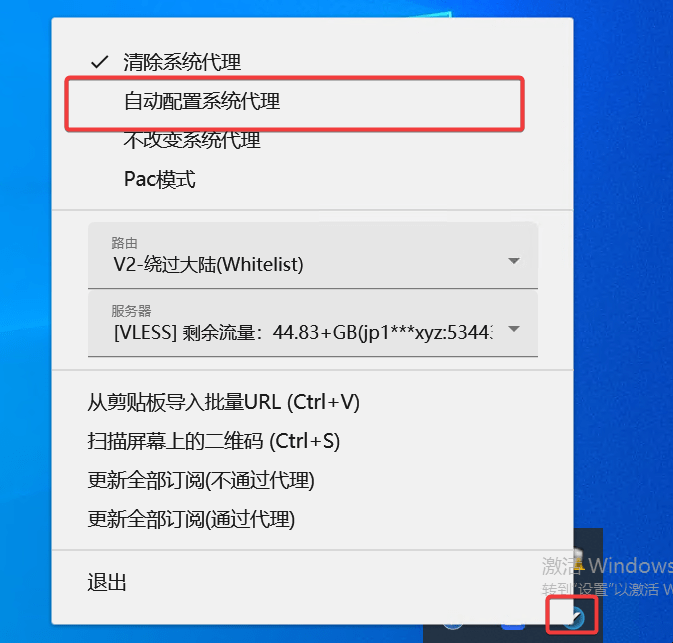 清除系统代理
自动配置系统代理
不改变系统代理
Pac模式
路由
V2-绕过大陆(Whitelist)
服务器
[VLESS] 剩余流量：44.83+GB(jp1***xyz:5344
从剪贴板导入批量URL (Ctrl+V)
扫描屏幕上的二维码 (Ctrl+S)
更新全部订阅(不通过代理)
更新全部订阅(通过代理)
退出
激活 Windows
转到"设置"以激活 W